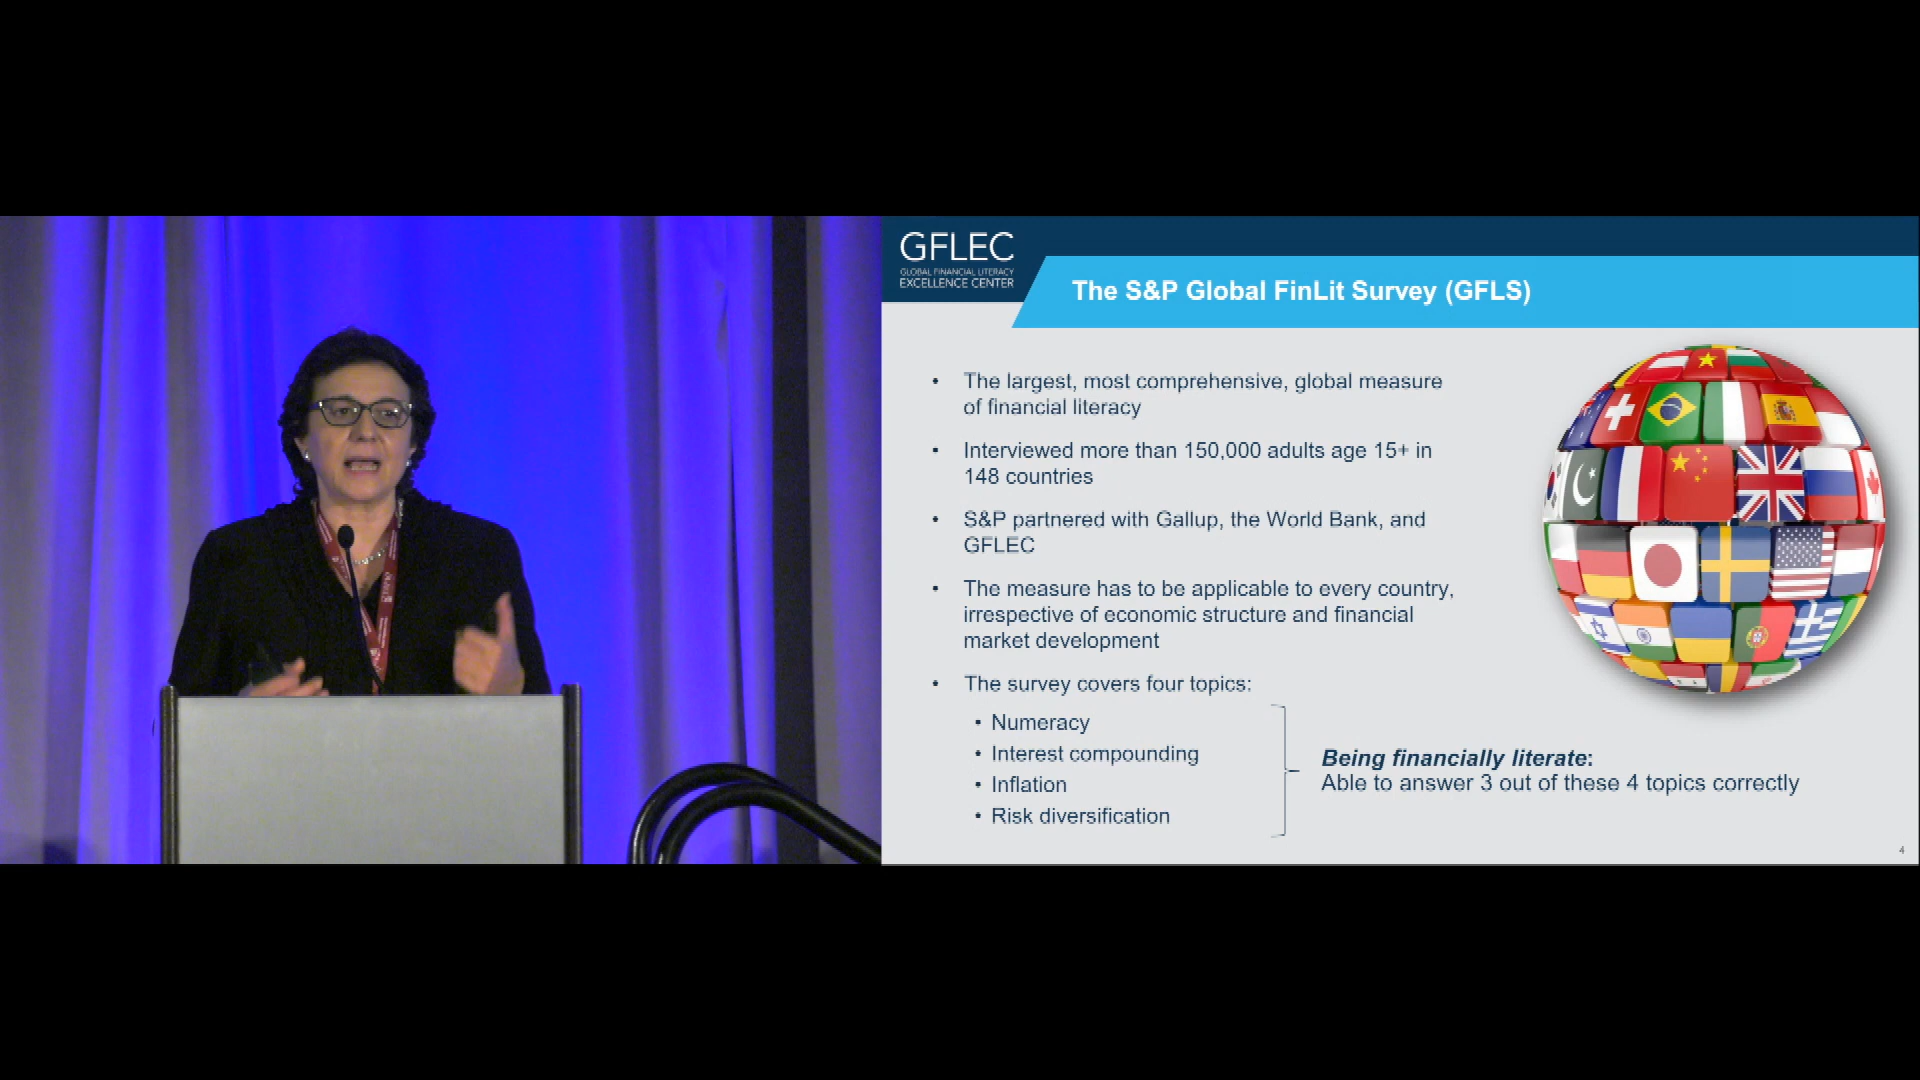 GFLEC
GLOBAL FINANCIAL LITERACY
EXCELLENCE CENTER
The S&P Global FinLit Survey (GFLS)
• The largest, most comprehensive, global measure
of financial literacy
• Interviewed more than 150,000 adults age 15+ in
148 countries
• S&P partnered with Gallup, the World Bank, and
GFLEC
• The measure has to be applicable to every country,
irrespective of economic structure and financial
market development
• The survey covers four topics:
• Numeracy
• Interest compounding
• Inflation
• Risk diversification
Being financially literate:
Able to answer 3 out of these 4 topics correctly
4